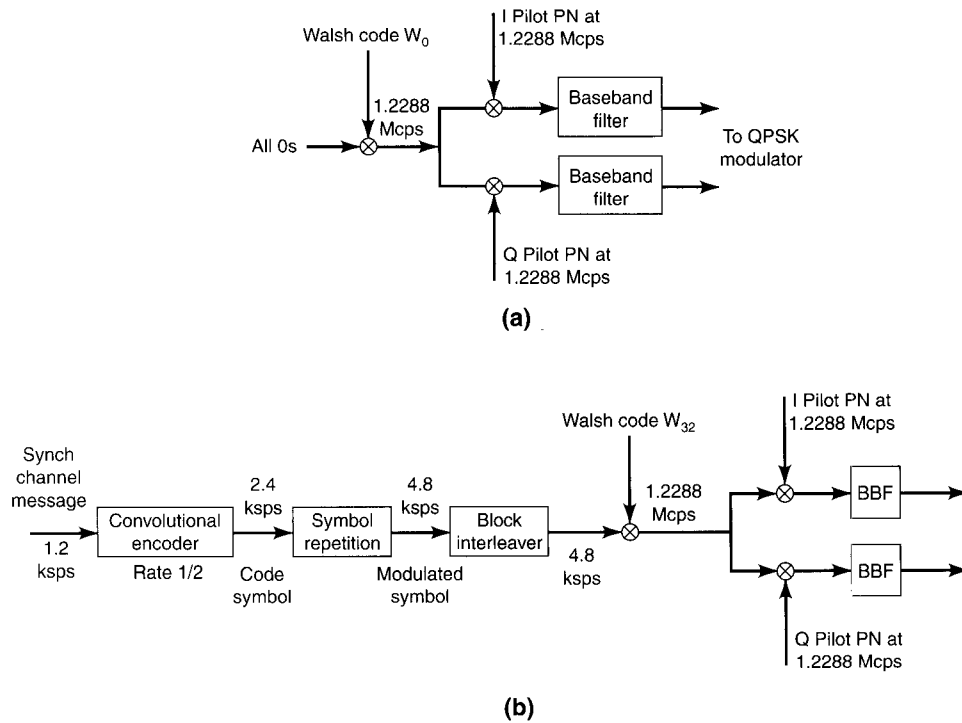 I Pilot PN at
1.2288 Mcps
Walsh code W₀
1.2288
Mcps
Baseband
filter
All 0s
To QPSK
modulator
Baseband
filter
Q Pilot PN at
1.2288 Mcps
(a)
I Pilot PN at
1.2288 Mcps
Walsh code W₃₂
Synch
channel
message
2.4
ksps
4.8
ksps
1.2288
Mcps
BBF
Convolutional
encoder
Symbol
repetition
Block
interleaver
1.2
ksps
Rate 1/2
Code
symbol
Modulated
symbol
4.8
ksps
BBF
Q Pilot PN at
1.2288 Mcps
(b)